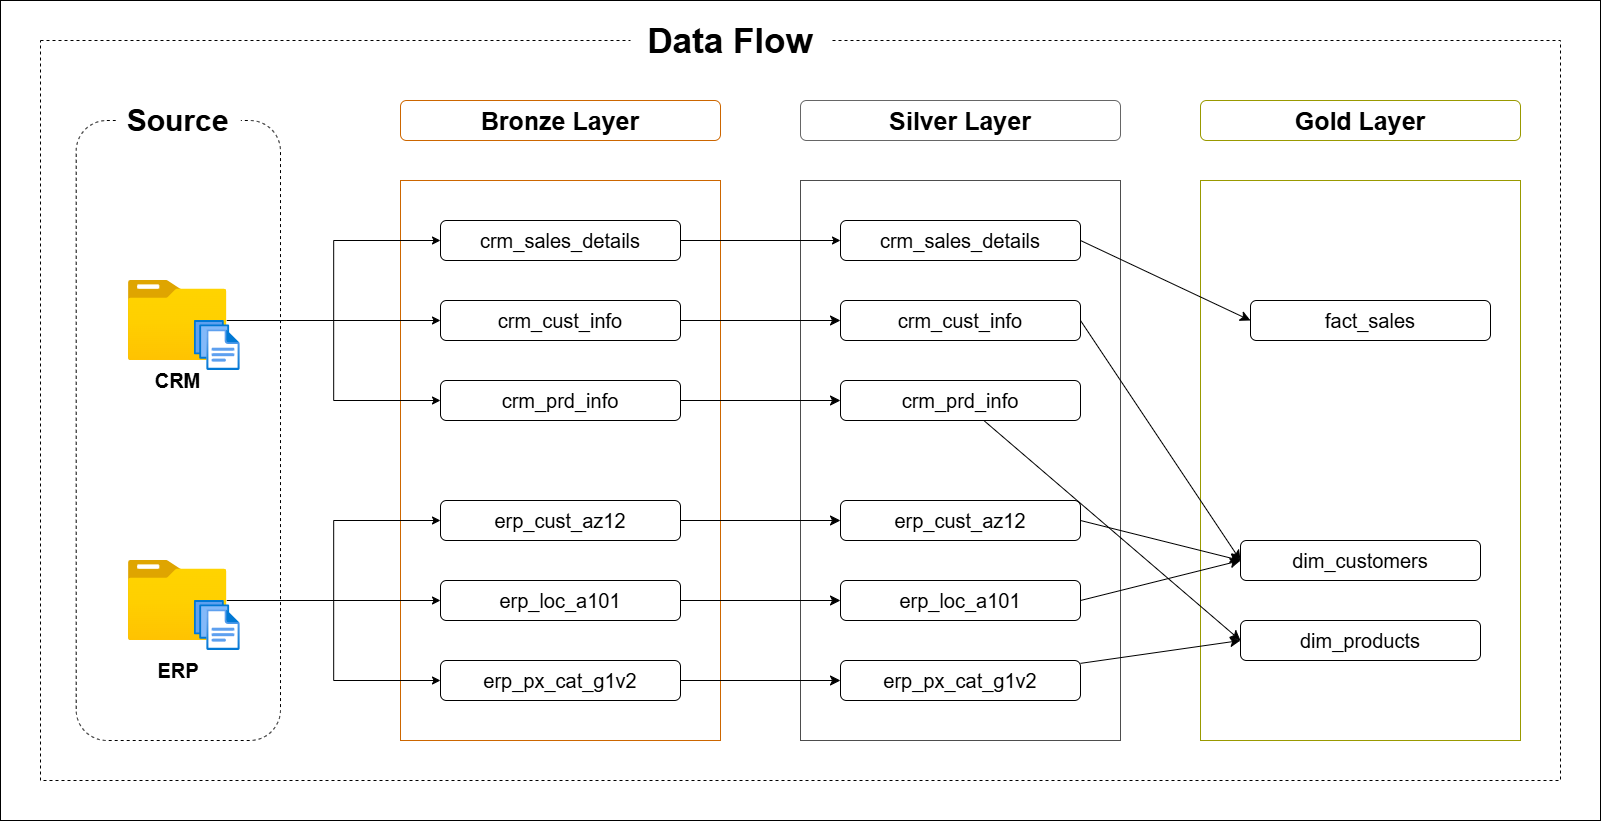 Data Flow
Source
Bronze Layer
Silver Layer
Gold Layer
CRM
ERP
crm_sales_details
crm_cust_info
crm_prd_info
erp_cust_az12
erp_loc_a101
erp_px_cat_g1v2
crm_sales_details
crm_cust_info
crm_prd_info
erp_cust_az12
erp_loc_a101
erp_px_cat_g1v2
fact_sales
dim_customers
dim_products